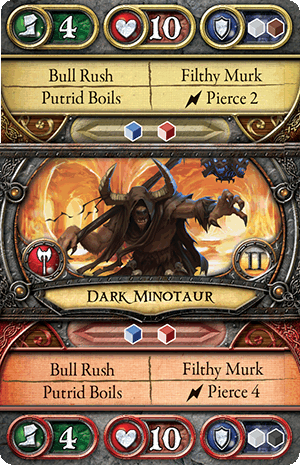 4 10
Bull Rush Filthy Murk
Putrid Boils Pierce 2
II
DARK MINOTAUR
Bull Rush Filthy Murk
Putrid Boils Pierce 4
4 10